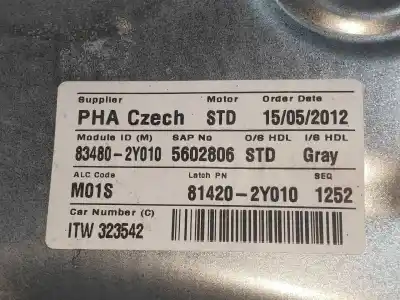 Supplier Motor Order Date
PHA Czech STD 15/05/2012
Module ID (M) SAP No O/S HDL I/S HDL
83480-2Y010 5602806 STD Gray
ALC Code Latch PN SEQ
M01S 81420-2Y010 1252
Car Number (C)
ITW 323542